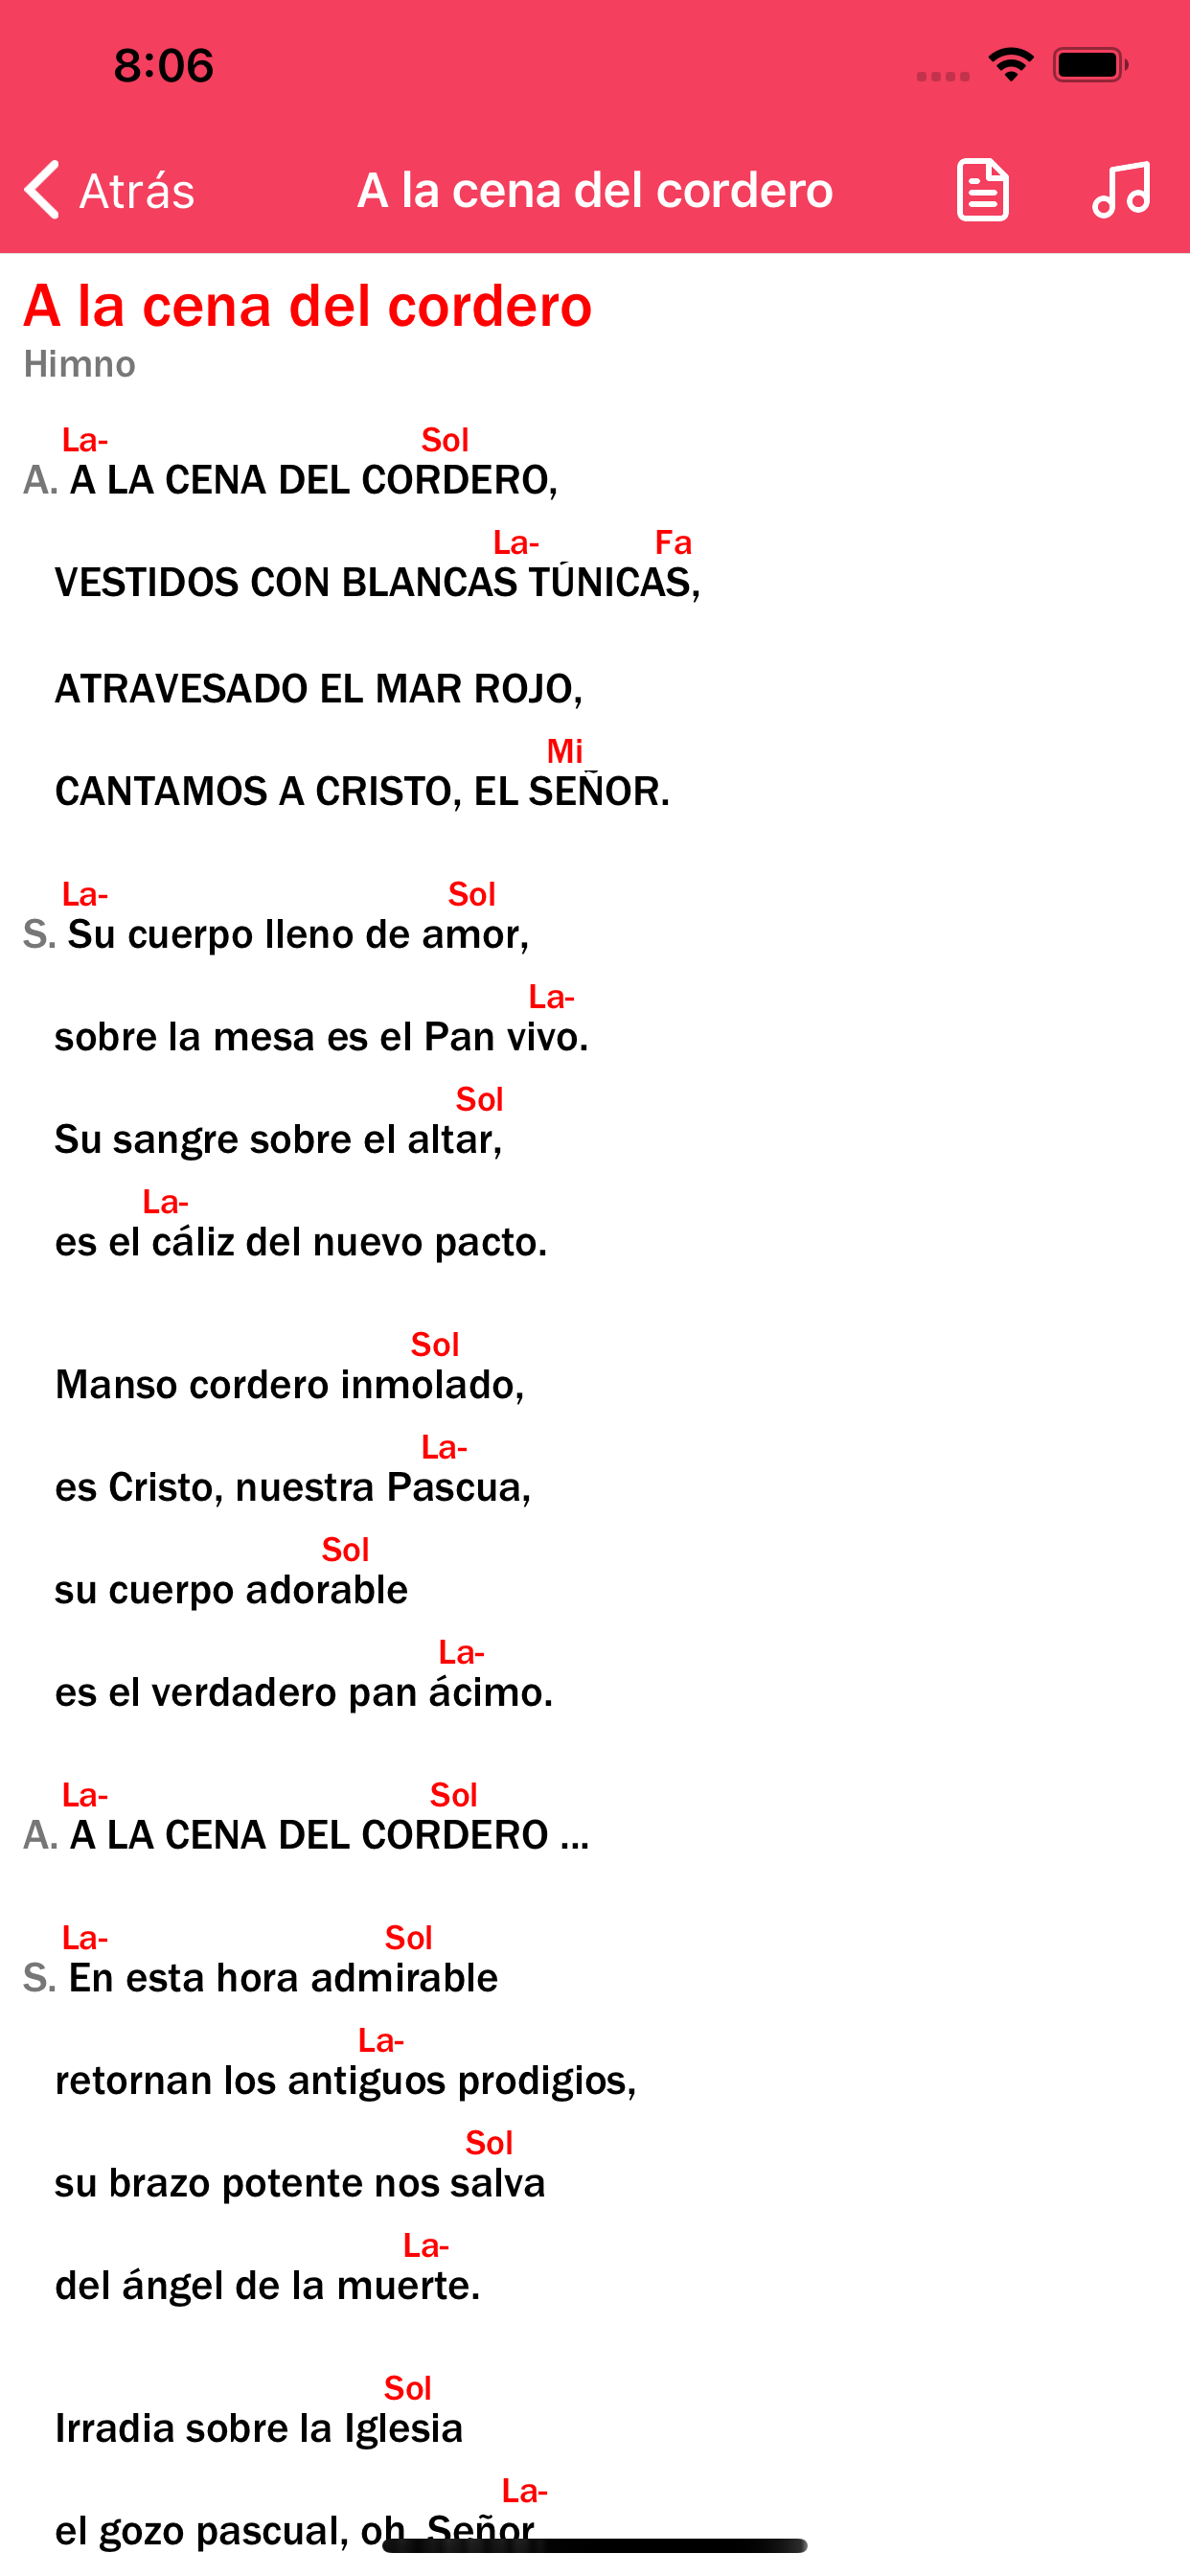 8:06
Atrás
A la cena del cordero
A la cena del cordero
Himno
La- Sol
A. A LA CENA DEL CORDERO,
La- Fa
VESTIDOS CON BLANCAS TÚNICAS,
ATRAVESADO EL MAR ROJO,
Mi
CANTAMOS A CRISTO, EL SEÑOR.
La- Sol
S. Su cuerpo lleno de amor,
La-
sobre la mesa es el Pan vivo.
Sol
Su sangre sobre el altar,
La-
es el cáliz del nuevo pacto.
Sol
Manso cordero inmolado,
La-
es Cristo, nuestra Pascua,
Sol
su cuerpo adorable
La-
es el verdadero pan ácimo.
La- Sol
A. A LA CENA DEL CORDERO ...
La- Sol
S. En esta hora admirable
La-
retornan los antiguos prodigios,
Sol
su brazo potente nos salva
La-
del ángel de la muerte.
Sol
Irradia sobre la Iglesia
La-
el gozo pascual, oh Señor